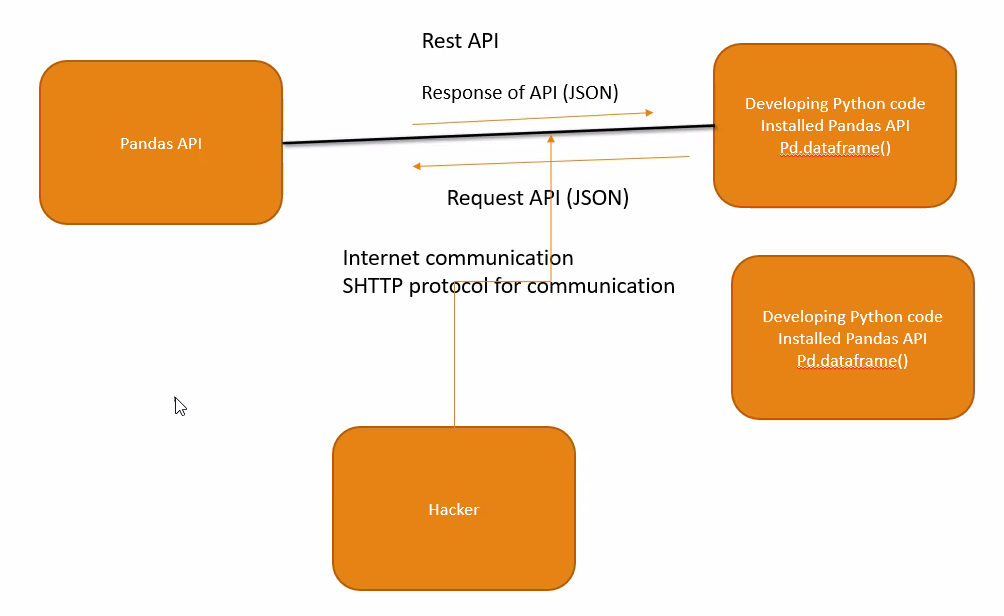 Rest API
Response of API (JSON)
Pandas API
Developing Python code
Installed Pandas API
Pd.dataframe()
Request API (JSON)
Internet communication
SHTTP protocol for communication
Developing Python code
Installed Pandas API
Pd.dataframe()
Hacker